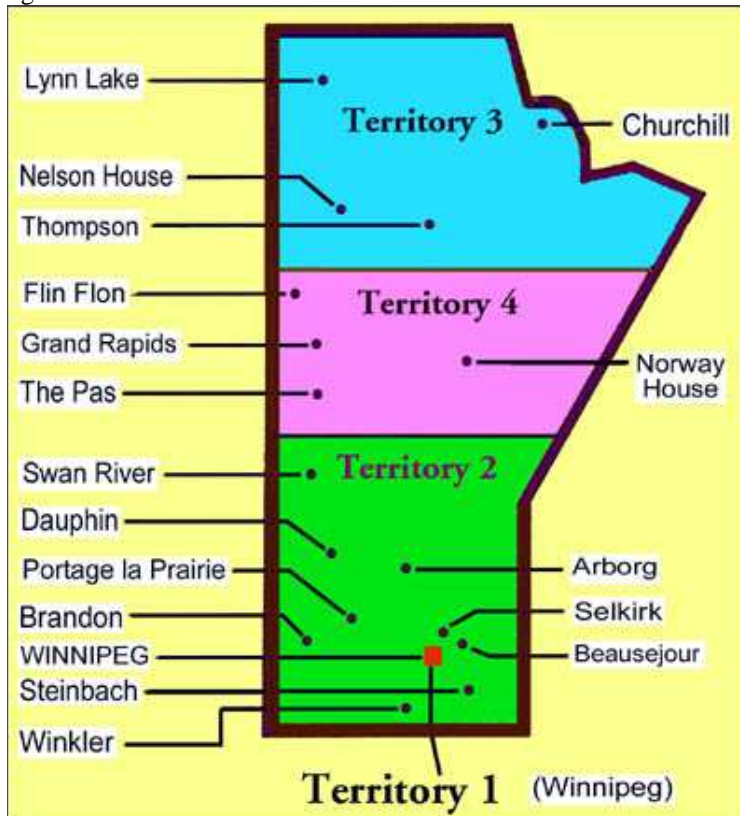 Lynn Lake
Territory 3
Churchill
Nelson House
Thompson
Flin Flon
Territory 4
Grand Rapids
Norway
House
The Pas
Territory 2
Swan River
Dauphin
Portage la Prairie
Arborg
Brandon
Selkirk
WINNIPEG
Beausejour
Steinbach
Winkler
Territory 1 (Winnipeg)